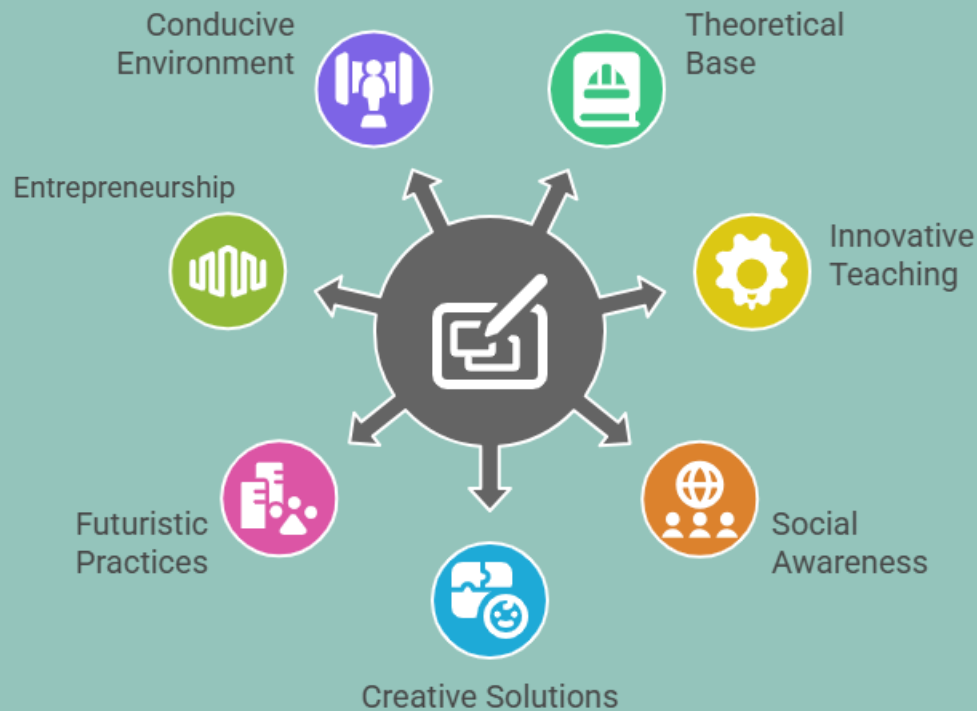 Conducive
Environment
Theoretical
Base
Entrepreneurship
Innovative
Teaching
Futuristic
Practices
Social
Awareness
Creative Solutions